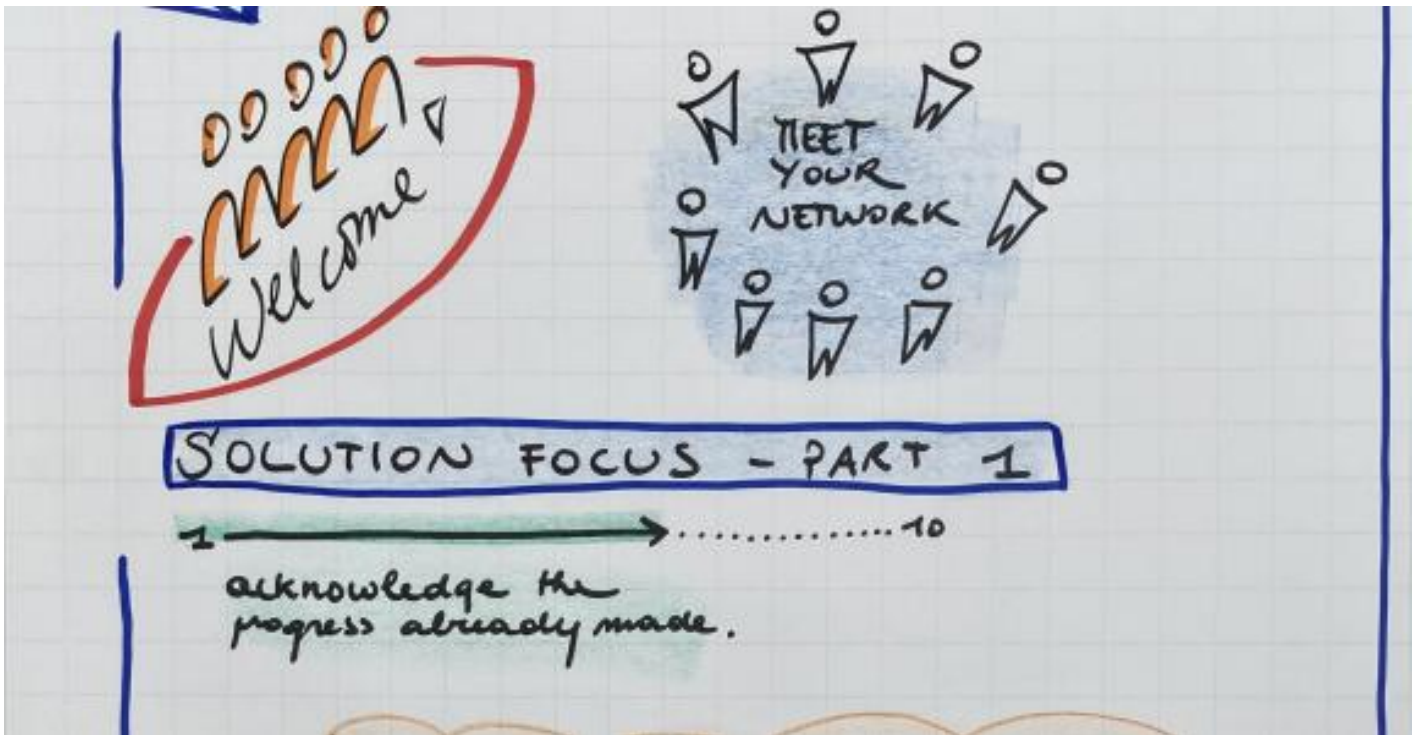 Welcome
MEET
YOUR
NETWORK
SOLUTION FOCUS - PART 1
1 10
acknowledge the
progress already made.